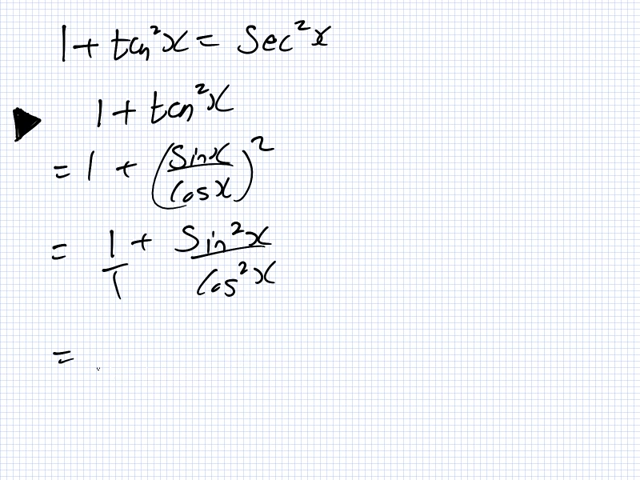 1 + tan²x = Sec²x
1 + tan²x
= 1 + (Sinx/Cosx)²
= 1/1 + Sin²x/Cos²x
=